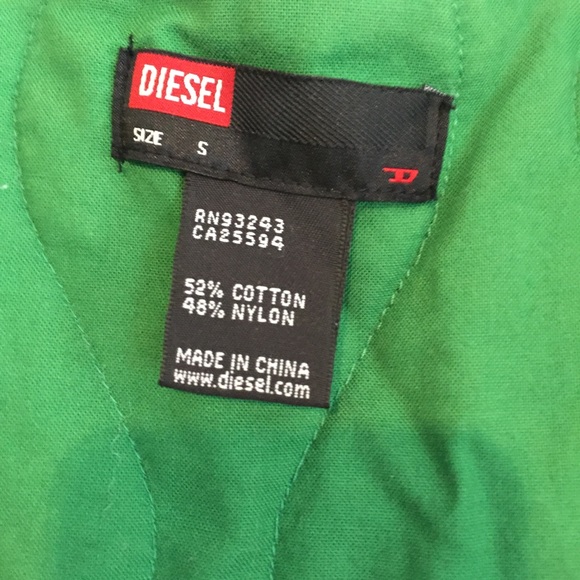 DIESEL
SIZE S
D
RN93243
CA25594
52% COTTON
48% NYLON
MADE IN CHINA
www.diesel.com